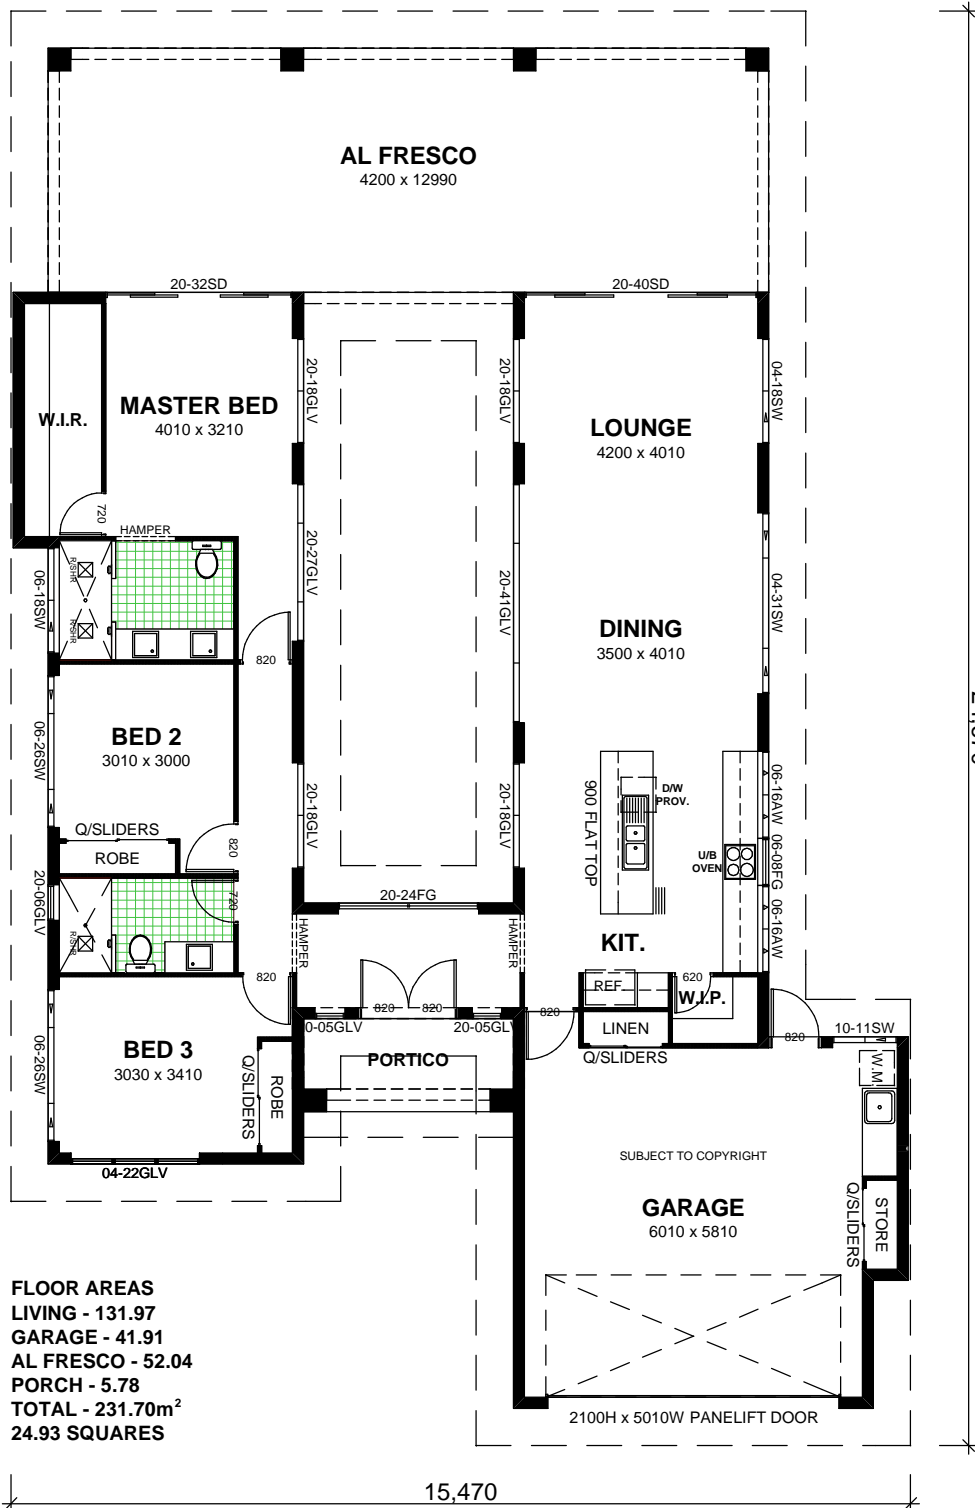 AL FRESCO
4200 x 12990
20-32SD
20-40SD
W.I.R.
MASTER BED
4010 x 3210
20-18GLV
20-18GLV
LOUNGE
4200 x 4010
04-18SW
720
HAMPER
R/SHR
R/SHR
06-18SW
20-27GLV
20-41GLV
04-31SW
DINING
3500 x 4010
820
BED 2
3010 x 3000
06-26SW
Q/SLIDERS
ROBE
820
20-18GLV
20-18GLV
900 FLAT TOP
D/W
PROV.
U/B
OVEN
06-16AW
06-08FG
06-16AW
20-06GLV
R/SHR
720
20-24FG
HAMPER
HAMPER
KIT.
820
REF.
620
W.I.P.
820
820
0-05GLV
20-05GLV
820
LINEN
Q/SLIDERS
820
10-11SW
W.M.
BED 3
3030 x 3410
06-26SW
Q/SLIDERS
ROBE
PORTICO
04-22GLV
SUBJECT TO COPYRIGHT
GARAGE
6010 x 5810
Q/SLIDERS
STORE
2100H x 5010W PANELIFT DOOR
FLOOR AREAS
LIVING - 131.97
GARAGE - 41.91
AL FRESCO - 52.04
PORCH - 5.78
TOTAL - 231.70m²
24.93 SQUARES
15,470